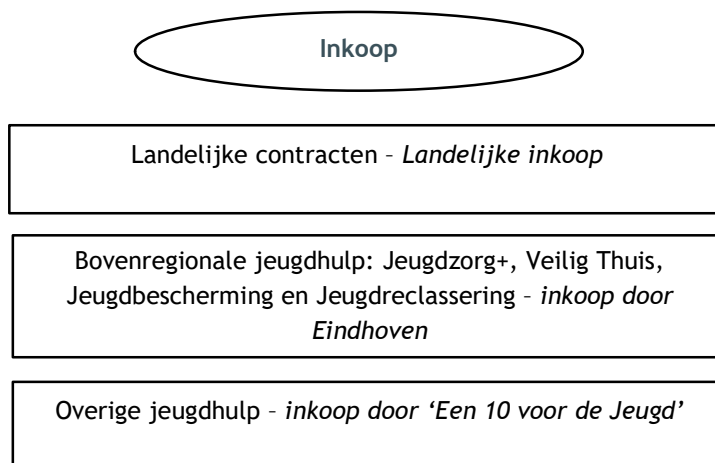 Inkoop
Landelijke contracten – Landelijke inkoop
Bovenregionale jeugdhulp: Jeugdzorg+, Veilig Thuis,
Jeugdbescherming en Jeugdreclassering – inkoop door
Eindhoven
Overige jeugdhulp – inkoop door ‘Een 10 voor de Jeugd’